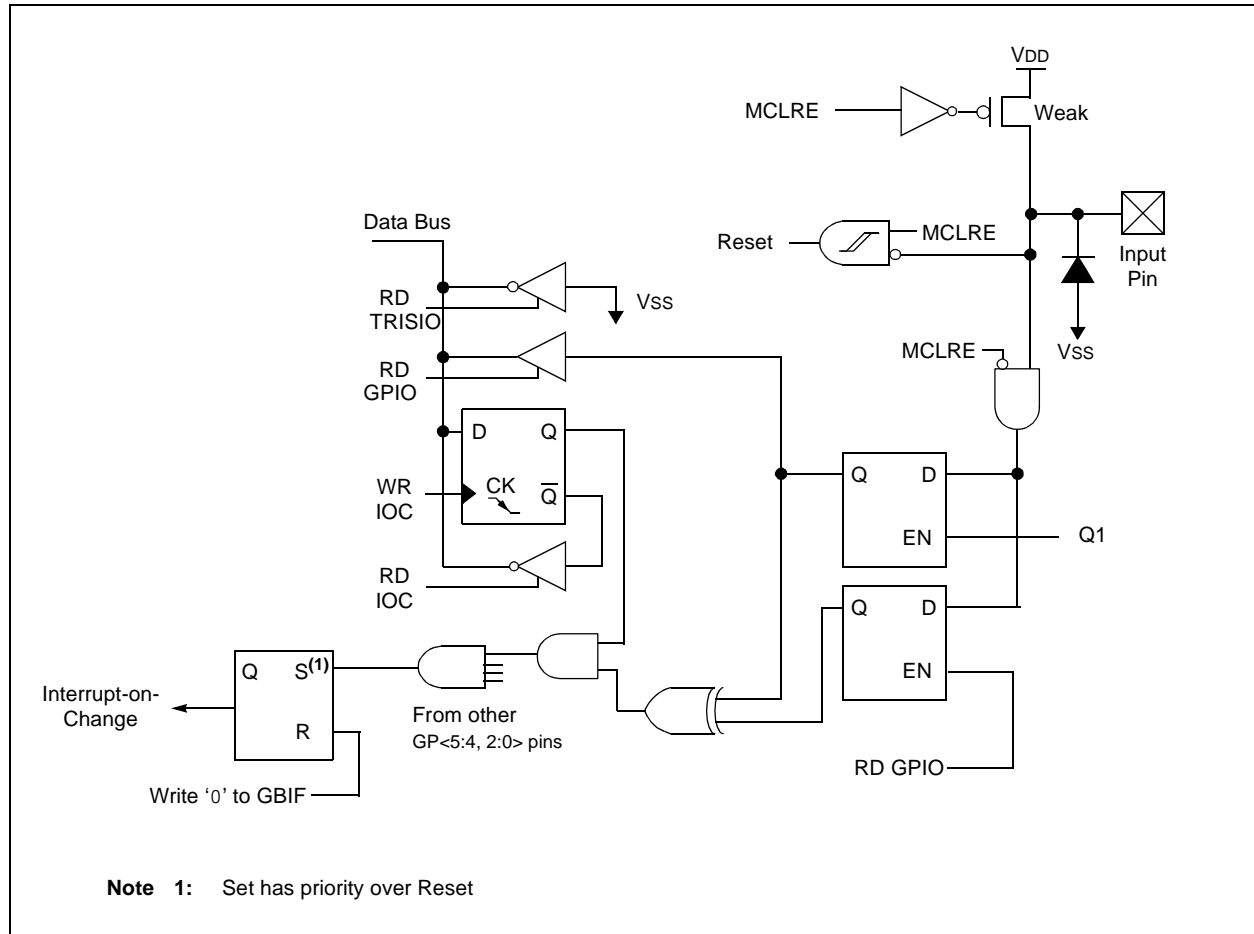 VDD
MCLRE
Weak
Data Bus
Reset
MCLRE
Input
Pin
RD
TRISIO
VSS
VSS
RD
GPIO
MCLRE
D
Q
Q
D
WR
IOC
CK
Q̅
EN
Q1
RD
IOC
Q
D
EN
Q
S(1)
R
Interrupt-on-
Change
From other
GP<5:4, 2:0> pins
RD GPIO
Write ‘0’ to GBIF
Note 1: Set has priority over Reset